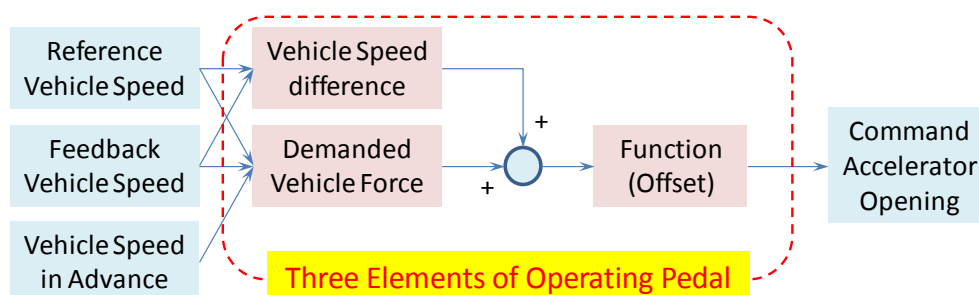 Reference
Vehicle Speed
Vehicle Speed
difference
+
Feedback
Vehicle Speed
Demanded
Vehicle Force
+
Function
(Offset)
Command
Accelerator
Opening
Vehicle Speed
in Advance
Three Elements of Operating Pedal